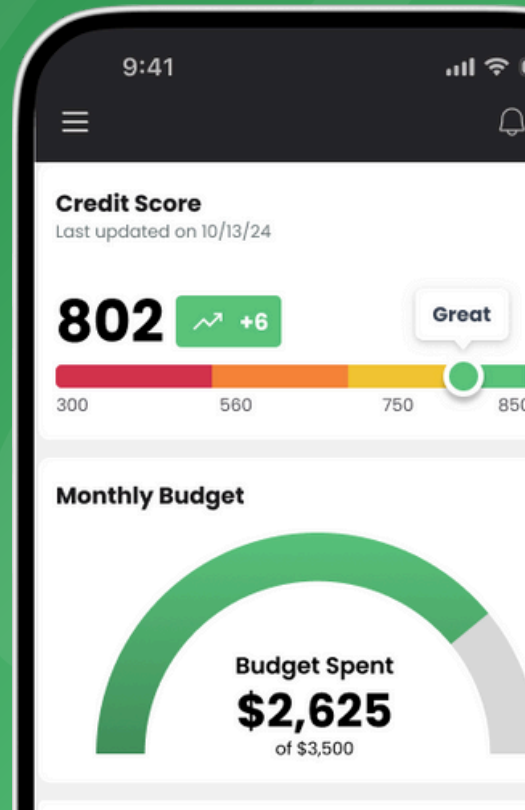 9:41
Credit Score
Last updated on 10/13/24
802 +6
Great
300 560 750 850
Monthly Budget
Budget Spent
$2,625
of $3,500